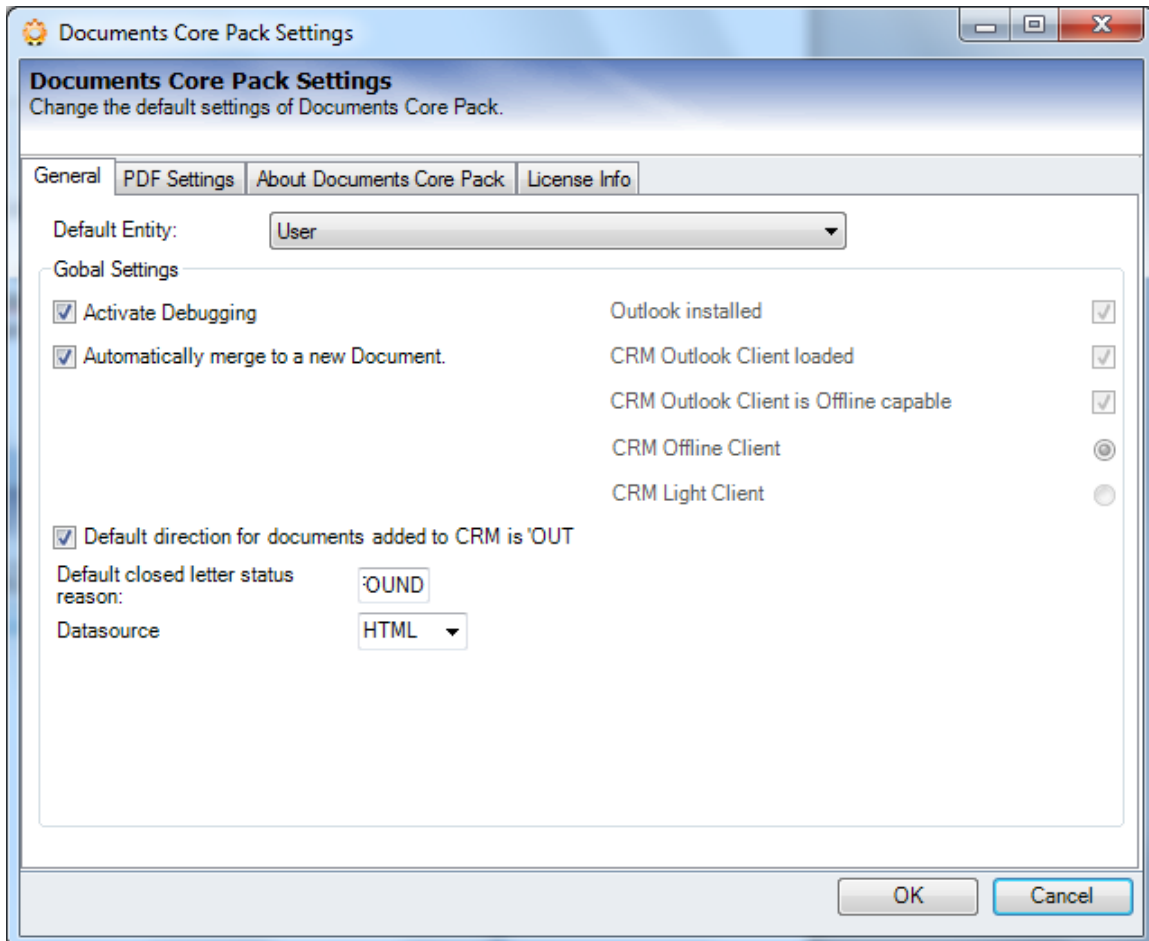 Documents Core Pack Settings
Documents Core Pack Settings
Change the default settings of Documents Core Pack.
General PDF Settings About Documents Core Pack License Info
Default Entity: User
Gobal Settings
Activate Debugging Outlook installed
Automatically merge to a new Document. CRM Outlook Client loaded
CRM Outlook Client is Offline capable
CRM Offline Client
CRM Light Client
Default direction for documents added to CRM is 'OUT
Default closed letter status
reason: OUND
Datasource HTML
OK Cancel